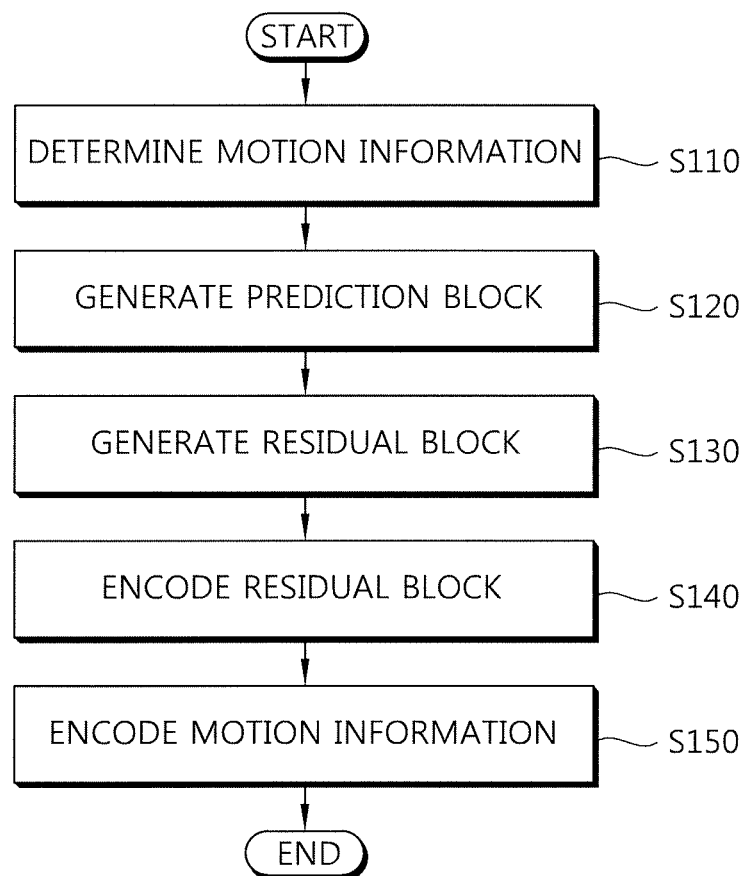 START
DETERMINE MOTION INFORMATION
S110
GENERATE PREDICTION BLOCK
S120
GENERATE RESIDUAL BLOCK
S130
ENCODE RESIDUAL BLOCK
S140
ENCODE MOTION INFORMATION
S150
END